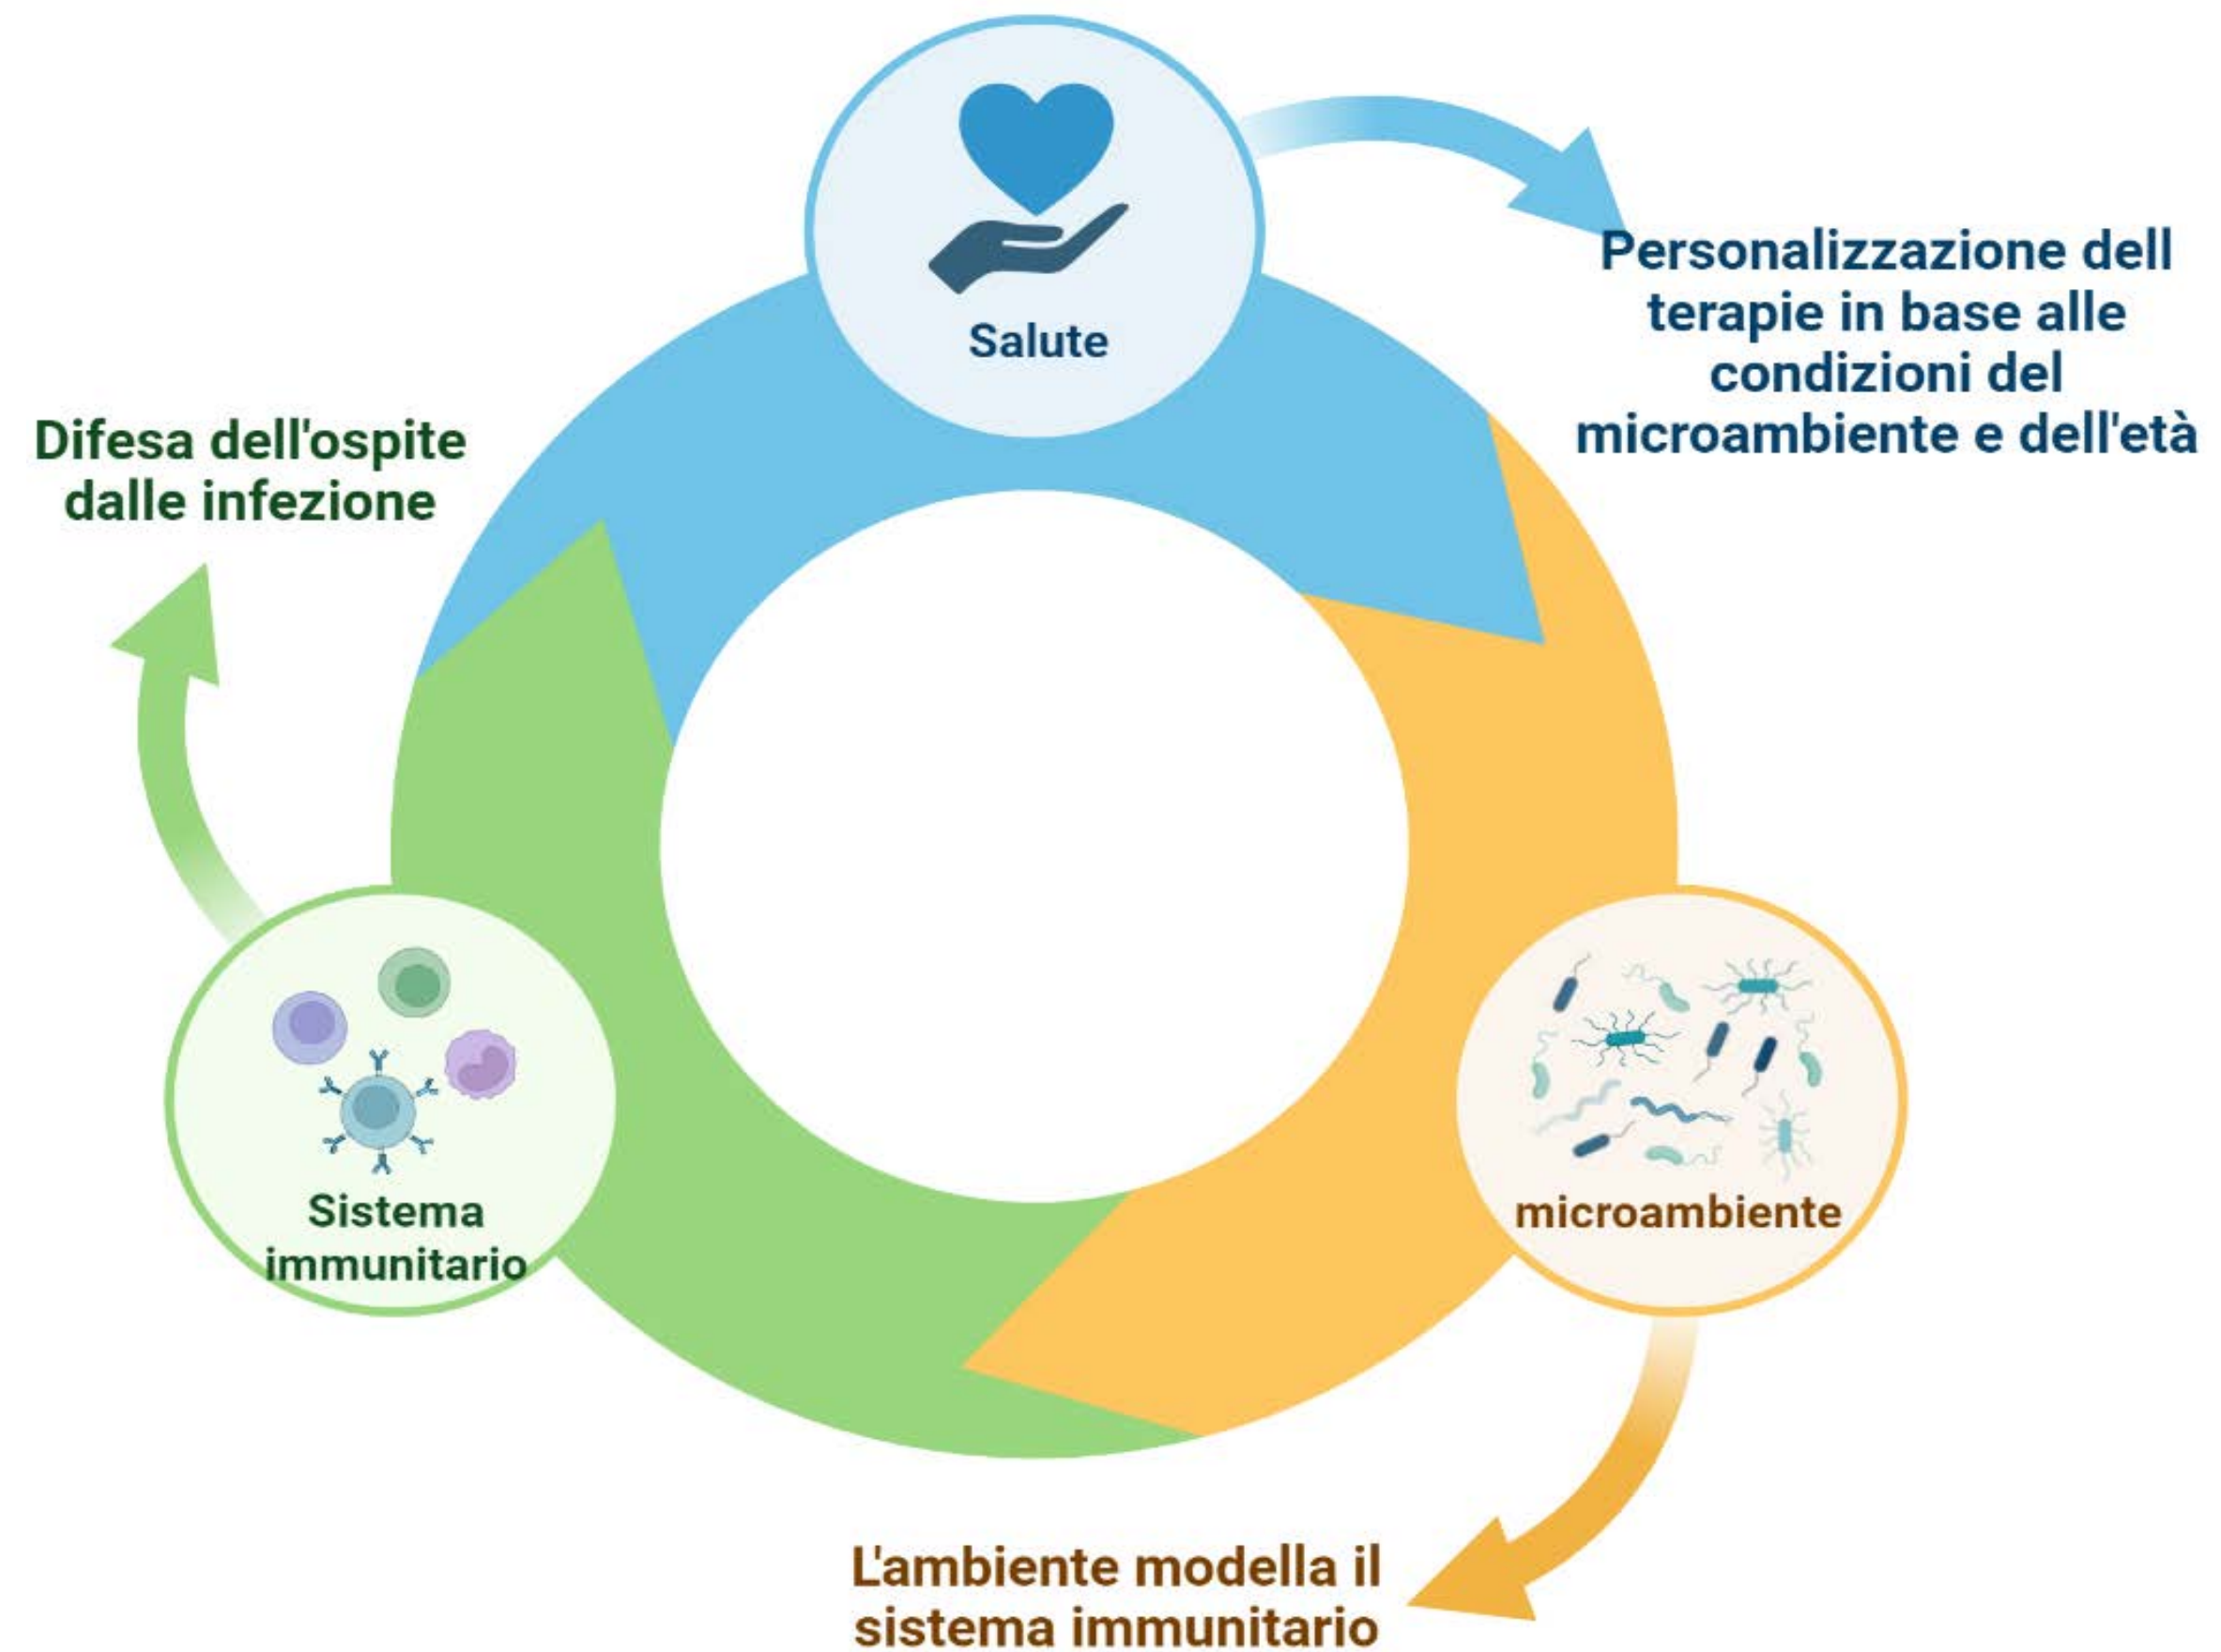 Salute
Personalizzazione dell
terapie in base alle
condizioni del
microambiente e dell'età
Difesa dell'ospite
dalle infezione
Sistema
immunitario
microambiente
L'ambiente modella il
sistema immunitario